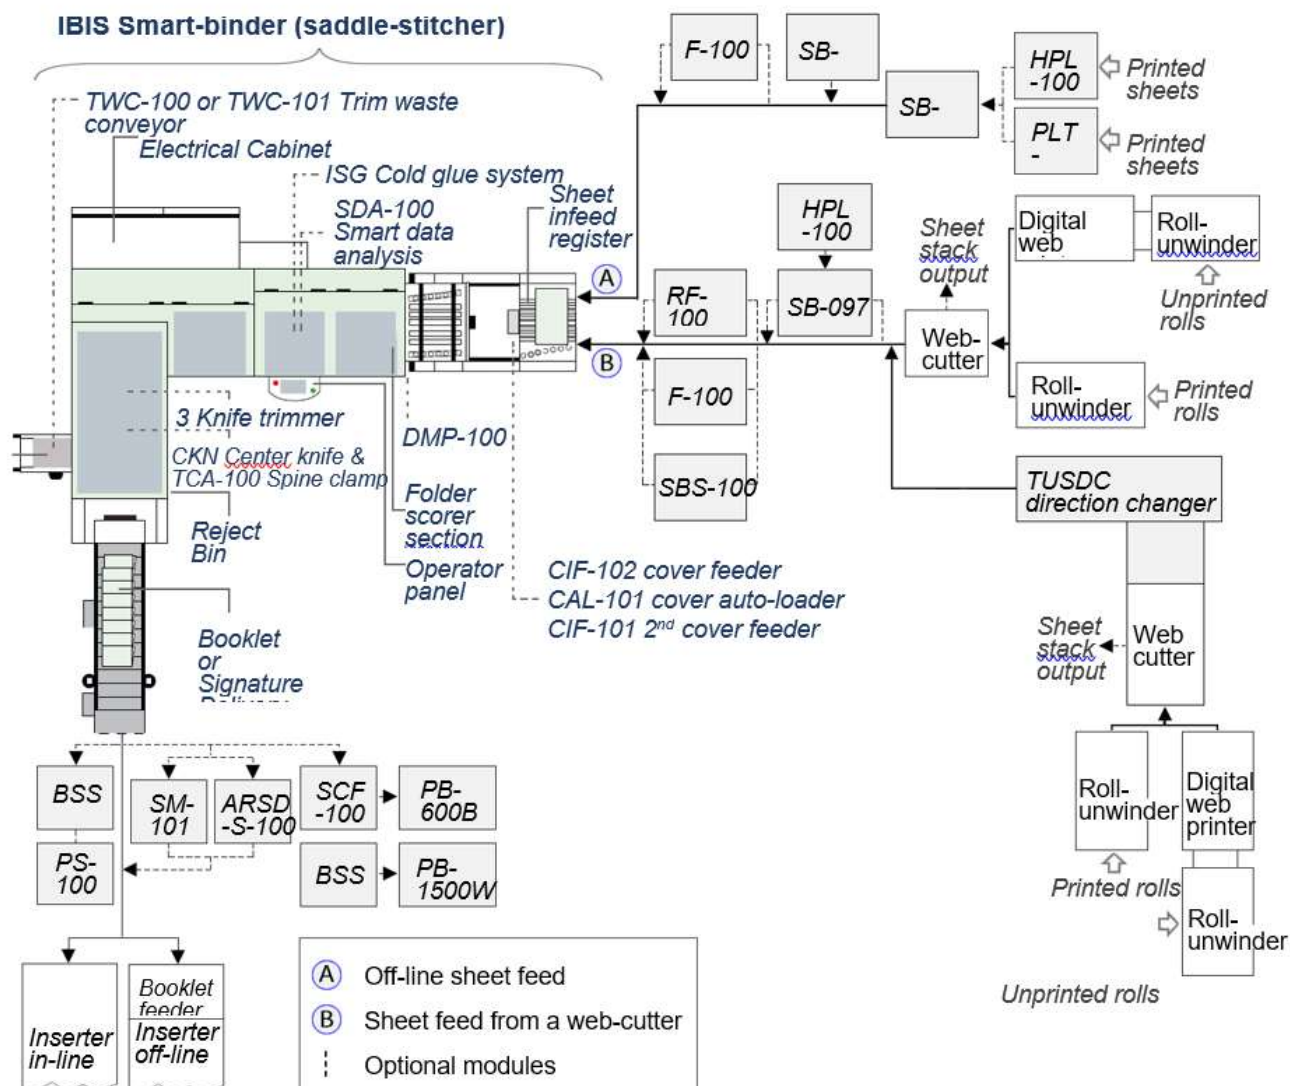 IBIS Smart-binder (saddle-stitcher)
TWC-100 or TWC-101 Trim waste
conveyor
Electrical Cabinet
ISG Cold glue system
SDA-100
Smart data
analysis
Sheet
infeed
register
F-100
SB-
SB-
HPL
-100
Printed
sheets
PLT
-
Printed
sheets
A
B
HPL
-100
RF-
100
SB-097
F-100
SBS-100
Sheet
stack
output
Web-
cutter
Digital
web
Roll-
unwinder
Unprinted
rolls
Roll-
unwinder
Printed
rolls
TUSDC
direction changer
Web
cutter
Sheet
stack
output
Roll-
unwinder
Digital
web
printer
Printed rolls
Roll-
unwinder
Unprinted rolls
3 Knife trimmer
CKN Center knife &
TCA-100 Spine clamp
DMP-100
Reject
Bin
Folder
scorer
section
Operator
panel
CIF-102 cover feeder
CAL-101 cover auto-loader
CIF-101 2nd cover feeder
Booklet
or
Signature
Delivery
BSS
SM-
101
ARSD
-S-100
SCF
-100
PB-
600B
PS-
100
BSS
PB-
1500W
Inserter
in-line
Booklet
feeder
Inserter
off-line
A Off-line sheet feed
B Sheet feed from a web-cutter
Optional modules